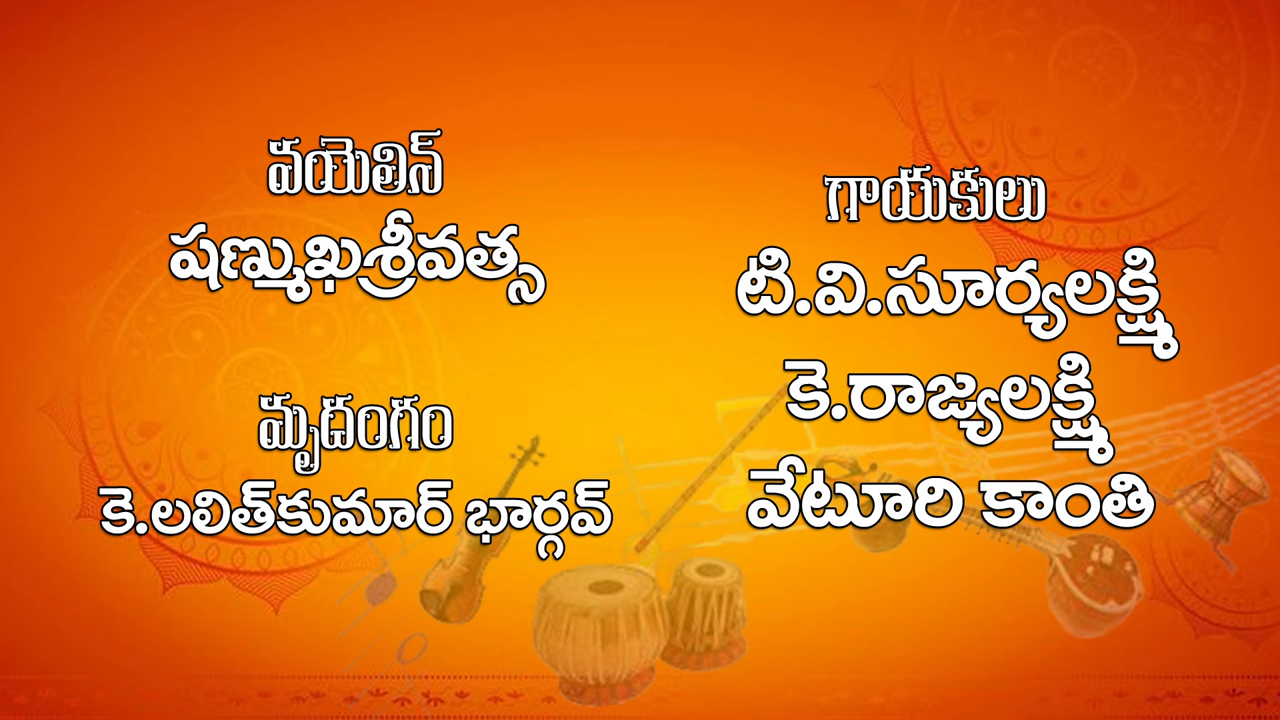 వయెలిన్
షణ్ముఖశ్రీవత్స
మృదంగం
కె.లలిత్‌కుమార్ భార్గవ్
గాయకులు
టి.వి.సూర్యలక్ష్మి
కె.రాజ్యలక్ష్మి
వేటూరి కాంతి